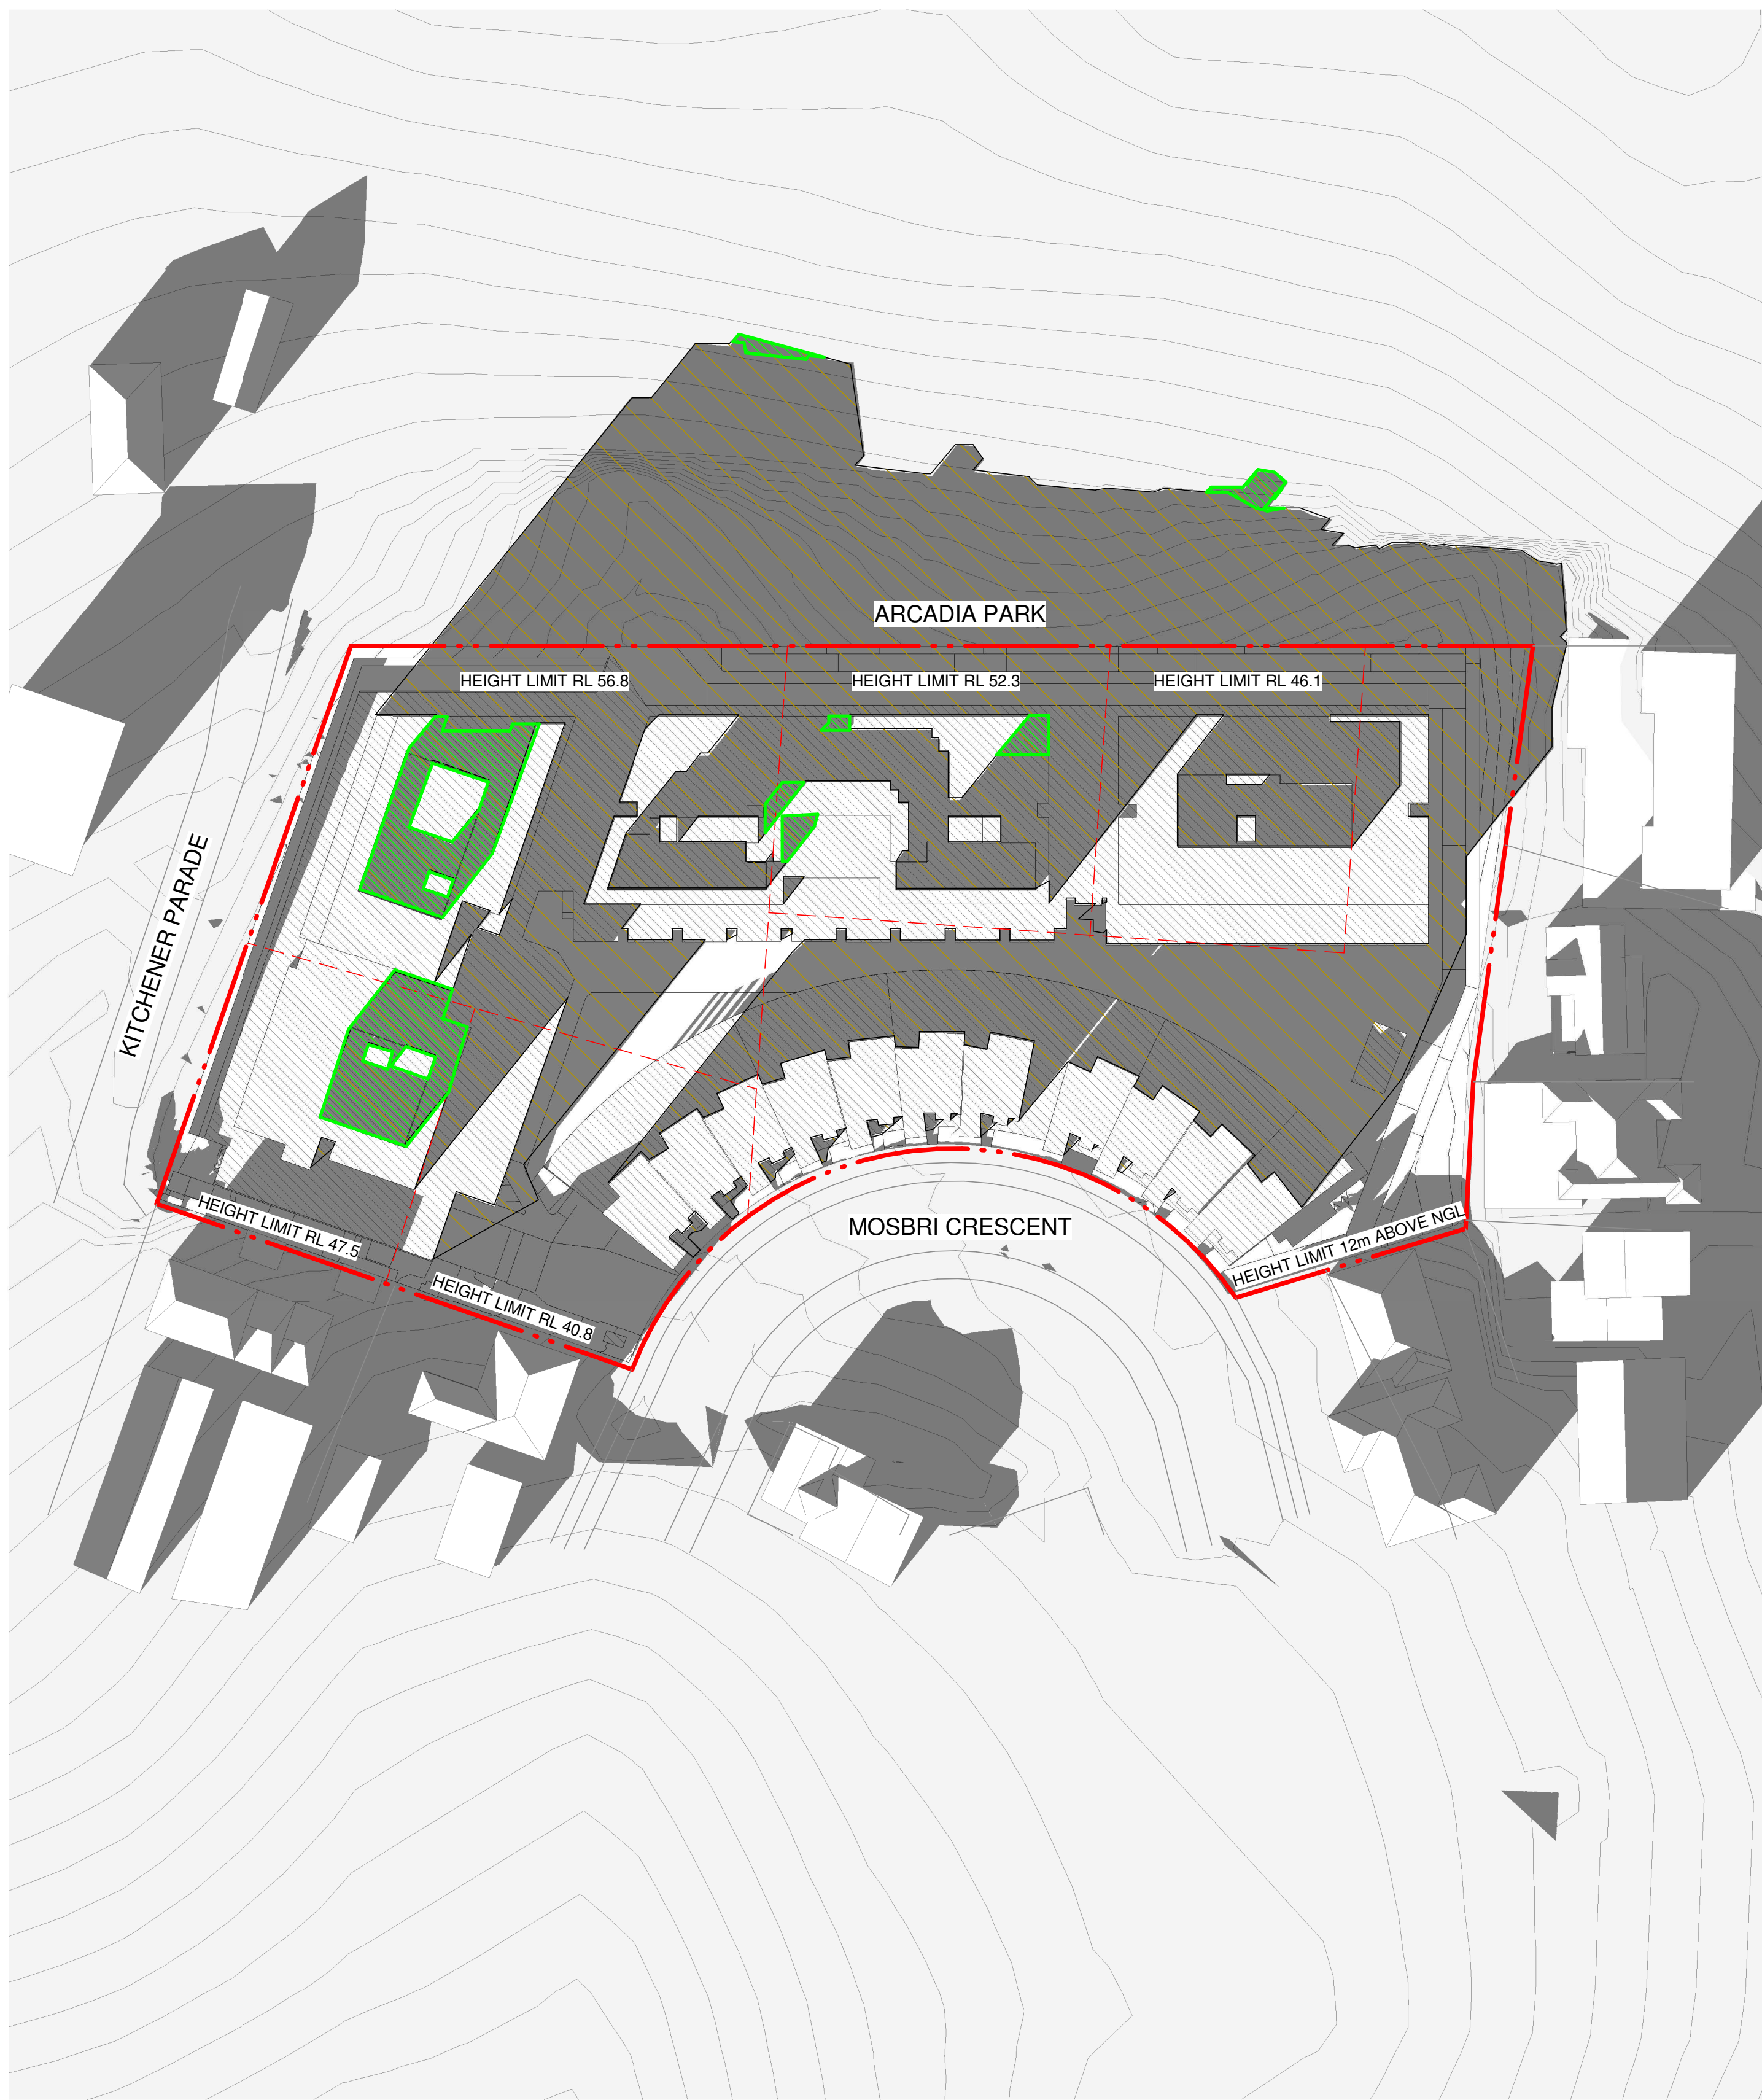 ARCADIA PARK
HEIGHT LIMIT RL 56.8
HEIGHT LIMIT RL 52.3
HEIGHT LIMIT RL 46.1
KITCHENER PARADE
HEIGHT LIMIT RL 47.5
MOSBRI CRESCENT
HEIGHT LIMIT 12m ABOVE NGL
HEIGHT LIMIT RL 40.8